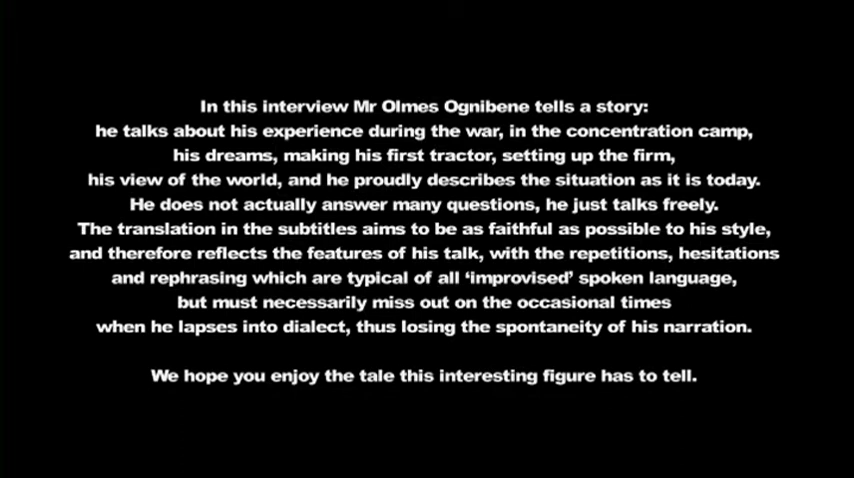 In this interview Mr Olmes Ognibene tells a story:
he talks about his experience during the war, in the concentration camp,
his dreams, making his first tractor, setting up the firm,
his view of the world, and he proudly describes the situation as it is today.
He does not actually answer many questions, he just talks freely.
The translation in the subtitles aims to be as faithful as possible to his style,
and therefore reflects the features of his talk, with the repetitions, hesitations
and rephrasing which are typical of all ‘improvised’ spoken language,
but must necessarily miss out on the occasional times
when he lapses into dialect, thus losing the spontaneity of his narration.
We hope you enjoy the tale this interesting figure has to tell.